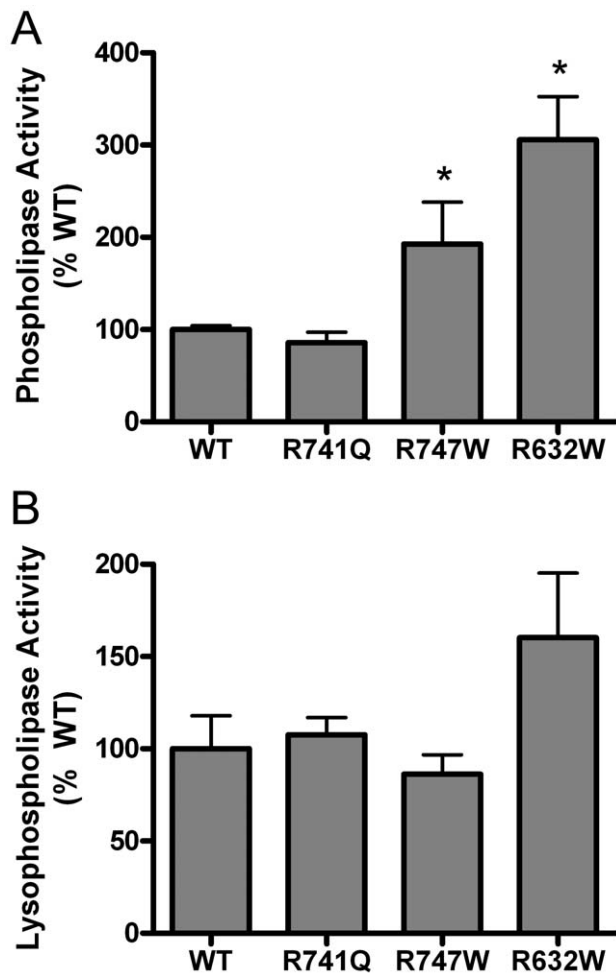 A
Phospholipase Activity
(% WT)
400
300
200
100
0
*
*
WT R741Q R747W R632W
B
Lysophospholipase Activity
(% WT)
200
150
100
50
0
WT R741Q R747W R632W